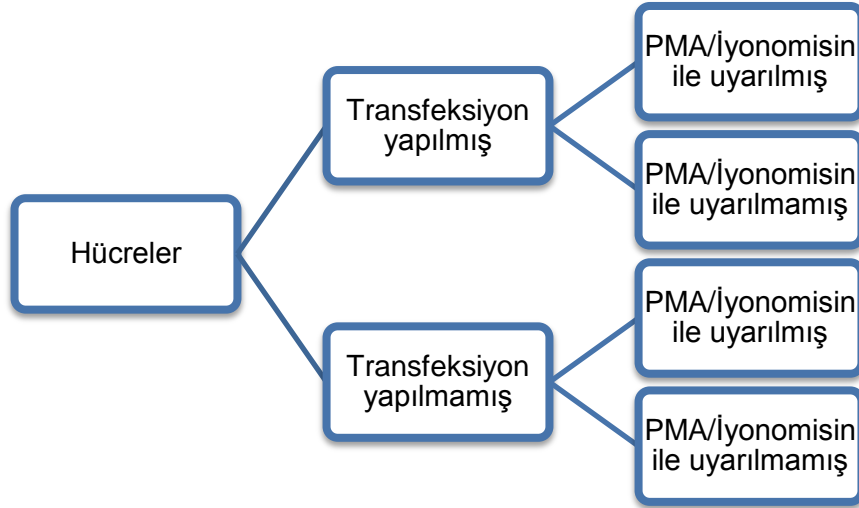 Hücreler
Transfeksiyon
yapılmış
PMA/İyonomisin
ile uyarılmış
PMA/İyonomisin
ile uyarılmamış
Transfeksiyon
yapılmamış
PMA/İyonomisin
ile uyarılmış
PMA/İyonomisin
ile uyarılmamış